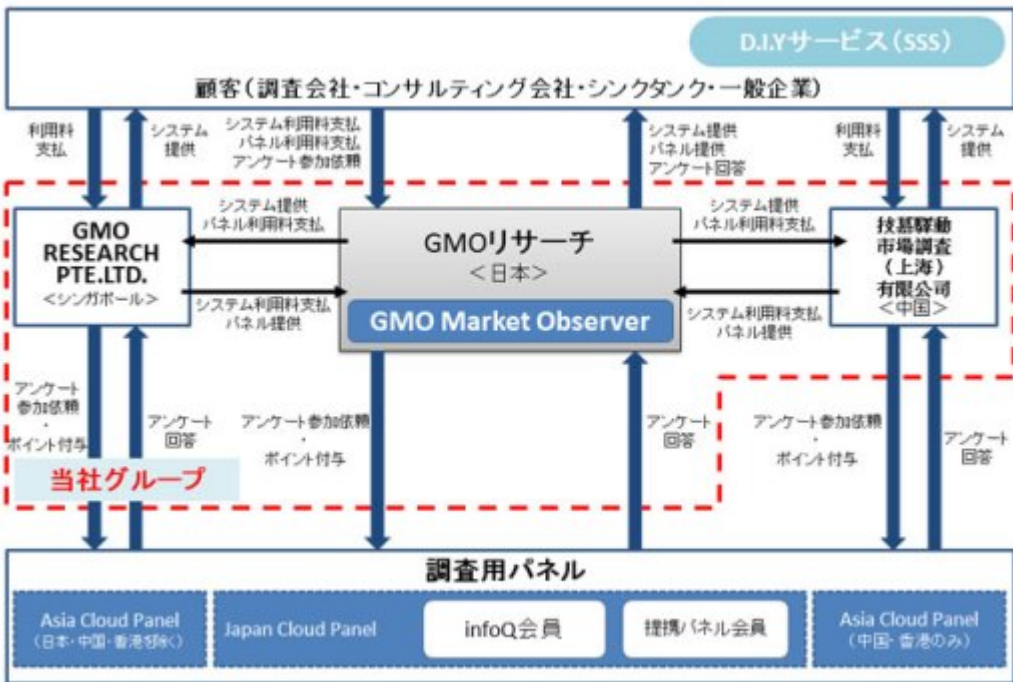 D.I.Yサービス(SSS)
顧客(調査会社・コンサルティング会社・シンクタンク・一般企業)
利用料
支払
システム
提供
システム利用料支払
パネル利用料支払
アンケート参加依頼
システム提供
パネル提供
アンケート回答
利用料
支払
システム
提供
GMO
RESEARCH
PTE.LTD.
<シンガポール>
システム提供
パネル利用料支払
システム利用料支払
パネル提供
GMOリサーチ
<日本>
GMO Market Observer
システム提供
パネル利用料支払
システム利用料支払
パネル提供
技慕驛動
市場調査
(上海)
有限公司
<中国>
アンケート
参加依頼
・
ポイント付与
アンケート
回答
アンケート参加依頼
・
ポイント付与
アンケート
回答
アンケート参加依頼
・
ポイント付与
アンケート
回答
当社グループ
調査用パネル
Asia Cloud Panel
(日本・中国・香港を除く)
Japan Cloud Panel
infoQ会員
提携パネル会員
Asia Cloud Panel
(中国・香港のみ)